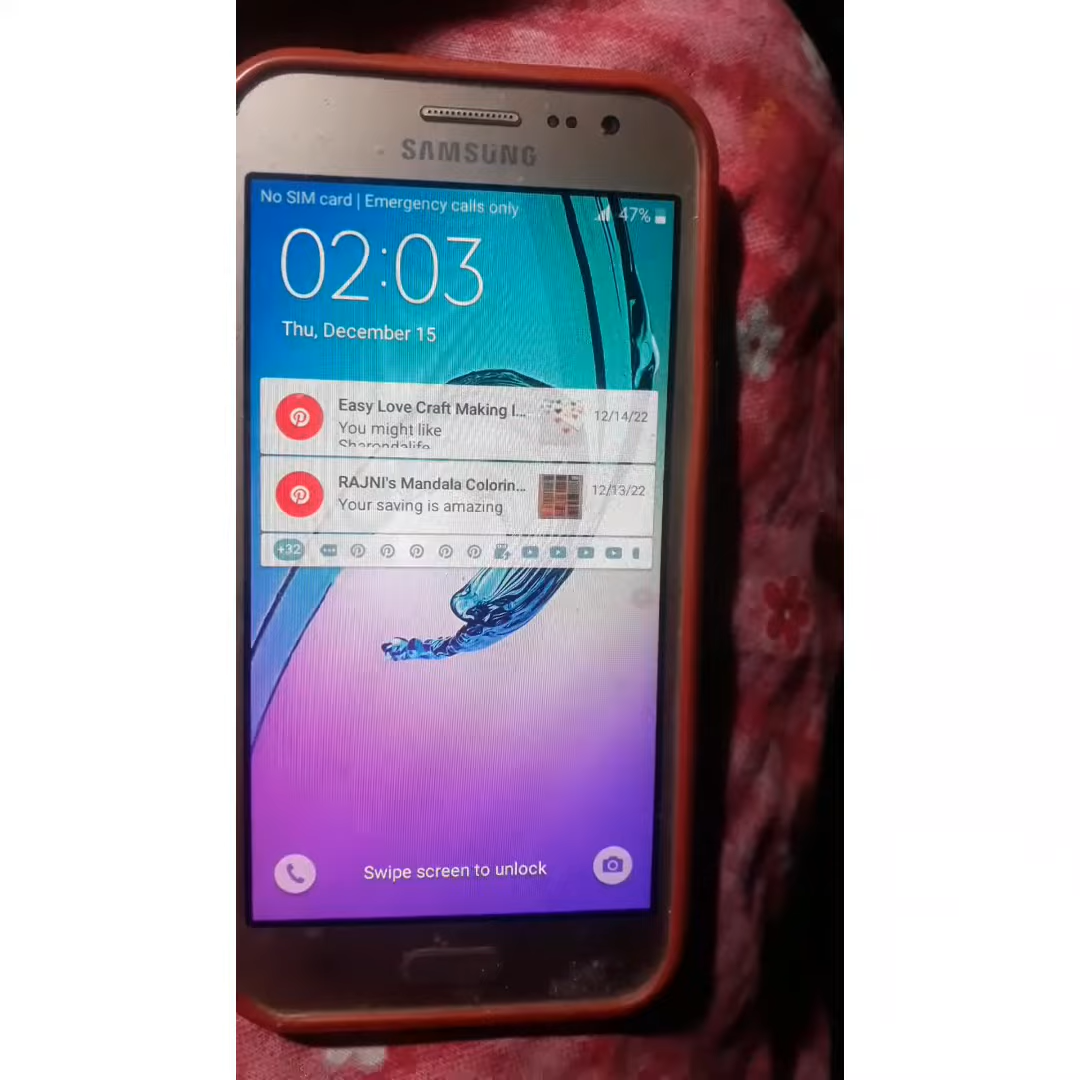 SAMSUNG
No SIM card | Emergency calls only 47%
02:03
Thu, December 15
Easy Love Craft Making I... 12/14/22
You might like
Sharondalife
RAJNI's Mandala Colorin... 12/13/22
Your saving is amazing
+32
Swipe screen to unlock